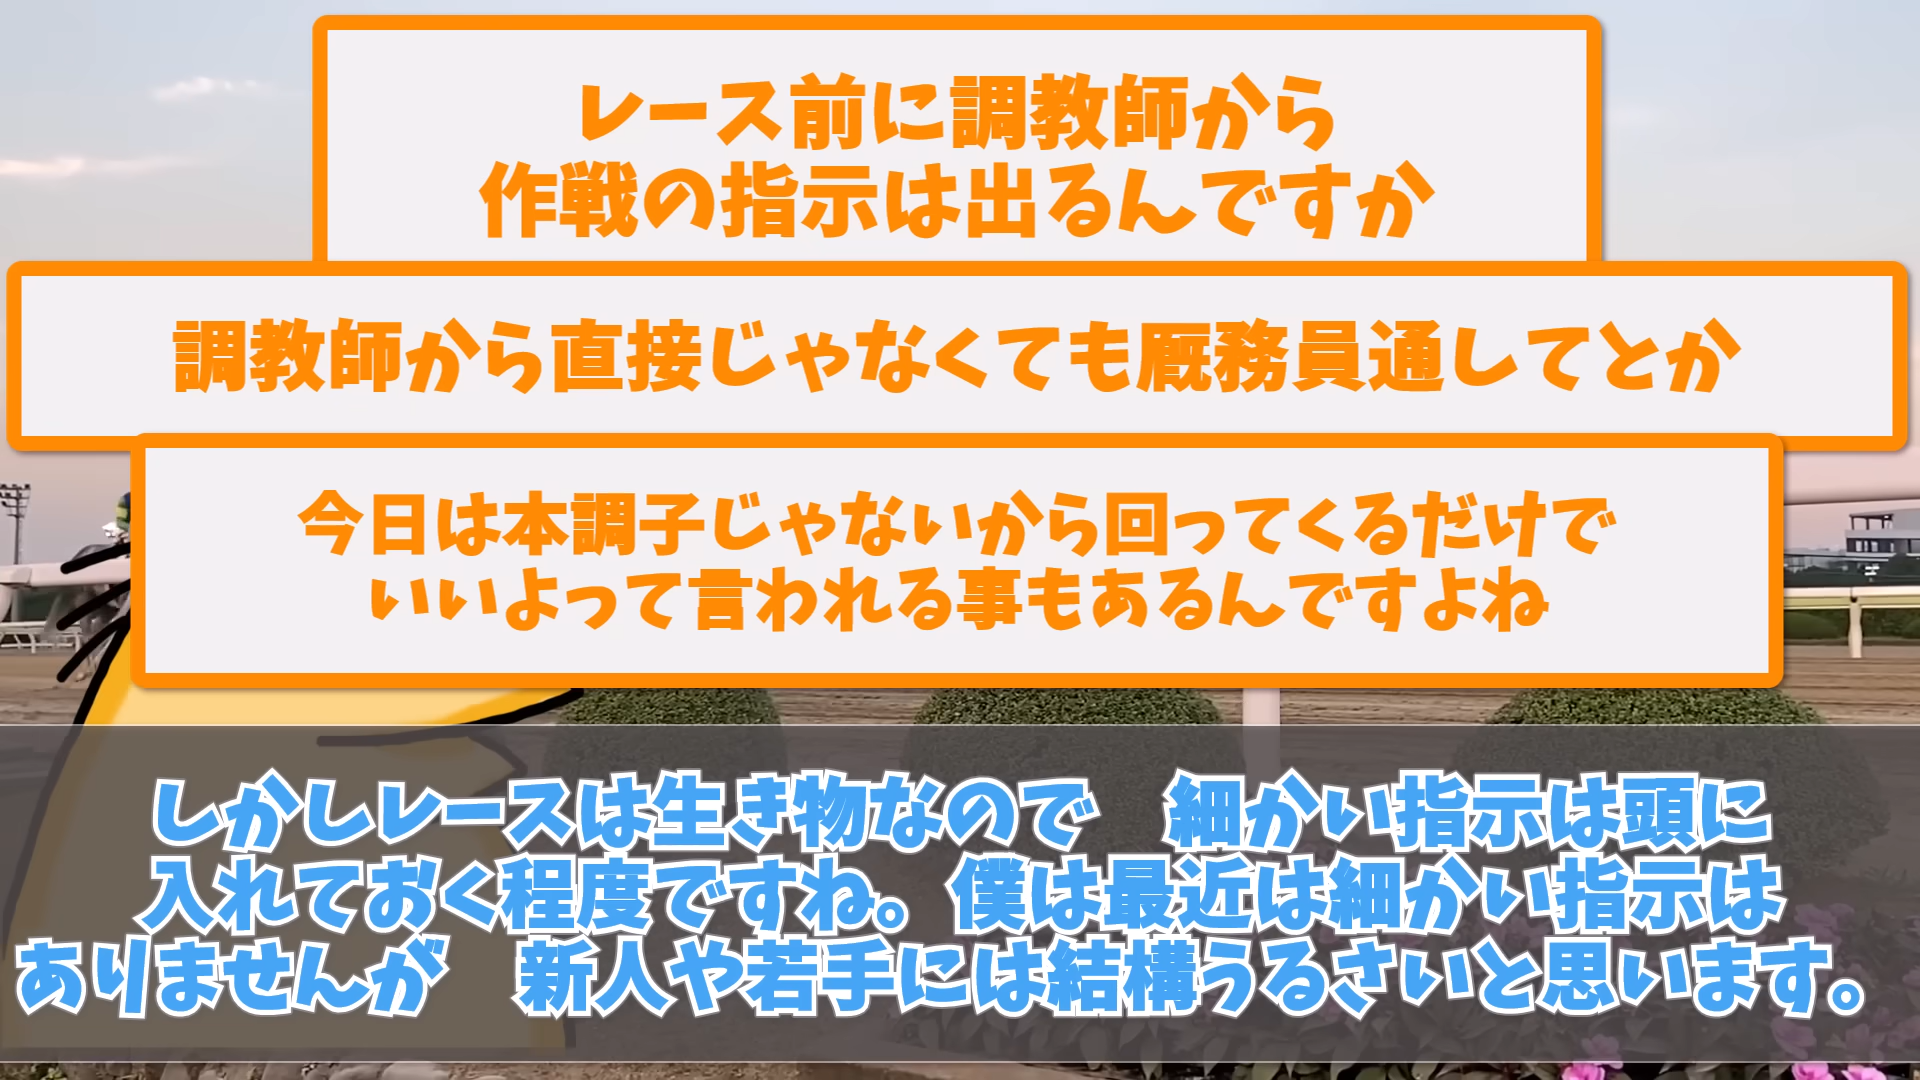 レース前に調教師から
作戦の指示は出るんですか
調教師から直接じゃなくても厩務員通してとか
今日は本調子じゃないから回ってくるだけで
いいよって言われる事もあるんですよね
しかしレースは生き物なので　細かい指示は頭に
入れておく程度ですね。僕は最近は細かい指示は
ありませんが　新人や若手には結構うるさいと思います。